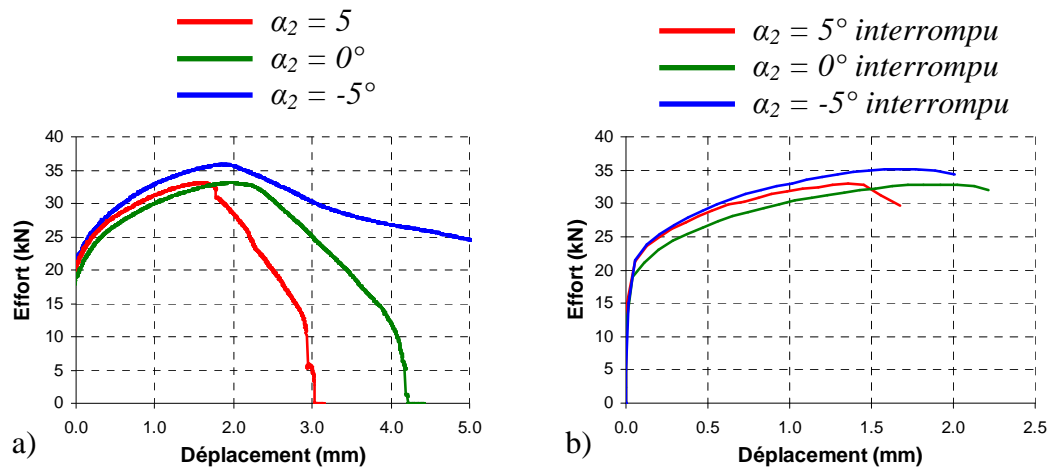 α₂ = 5
α₂ = 0°
α₂ = -5°
40
35
30
25
20
15
10
5
0
Effort (kN)
0.0 1.0 2.0 3.0 4.0 5.0
Déplacement (mm)
a)
α₂ = 5° interrompu
α₂ = 0° interrompu
α₂ = -5° interrompu
40
35
30
25
20
15
10
5
0
Effort (kN)
0.0 0.5 1.0 1.5 2.0 2.5
Déplacement (mm)
b)